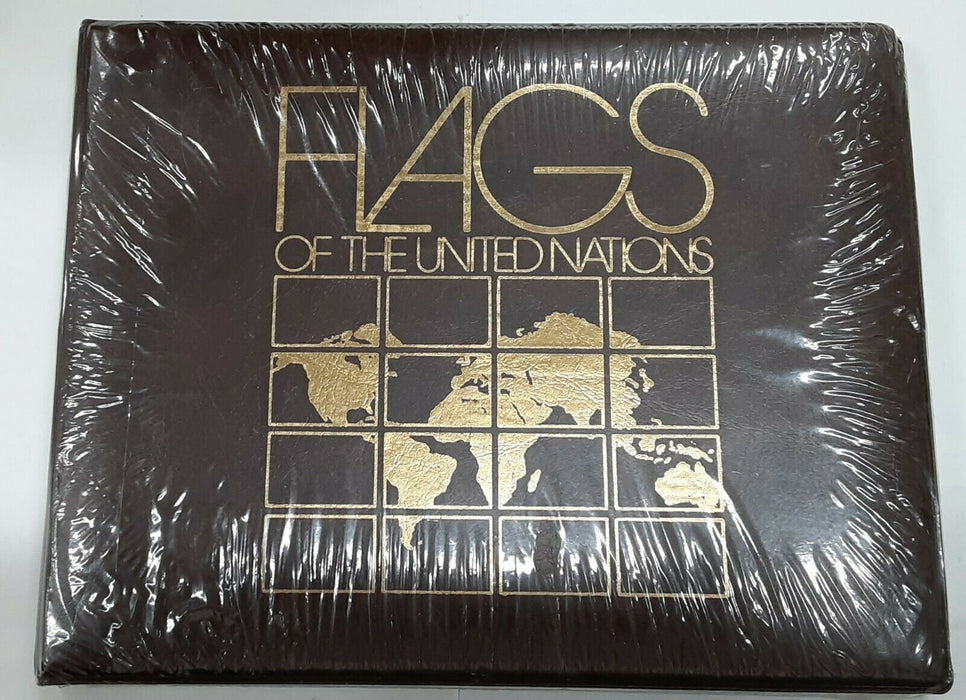 FLAGS
OF THE UNITED NATIONS